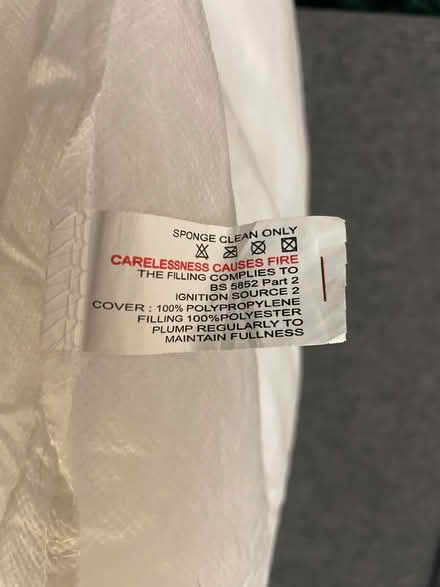 SPONGE CLEAN ONLY
CARELESSNESS CAUSES FIRE
THE FILLING COMPLIES TO
BS 5852 Part 2
IGNITION SOURCE 2
COVER : 100% POLYPROPYLENE
FILLING 100%POLYESTER
PLUMP REGULARLY TO
MAINTAIN FULLNESS